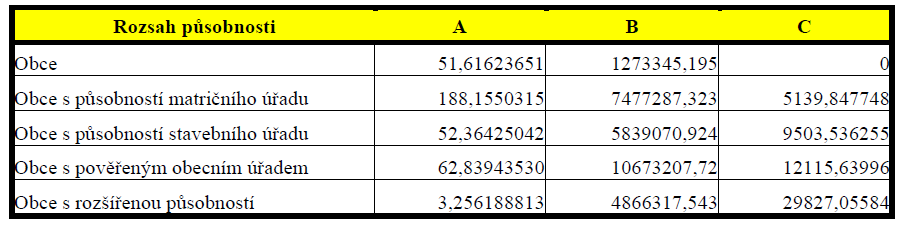 Rozsah působnosti A B C
Obce 51,61623651 1273345,195 0
Obce s působností matričního úřadu 188,1550315 7477287,323 5139,847748
Obce s působností stavebního úřadu 52,36425042 5839070,924 9503,536255
Obce s pověřeným obecním úřadem 62,83943530 10673207,72 12115,63996
Obce s rozšířenou působností 3,256188813 4866317,543 29827,05584